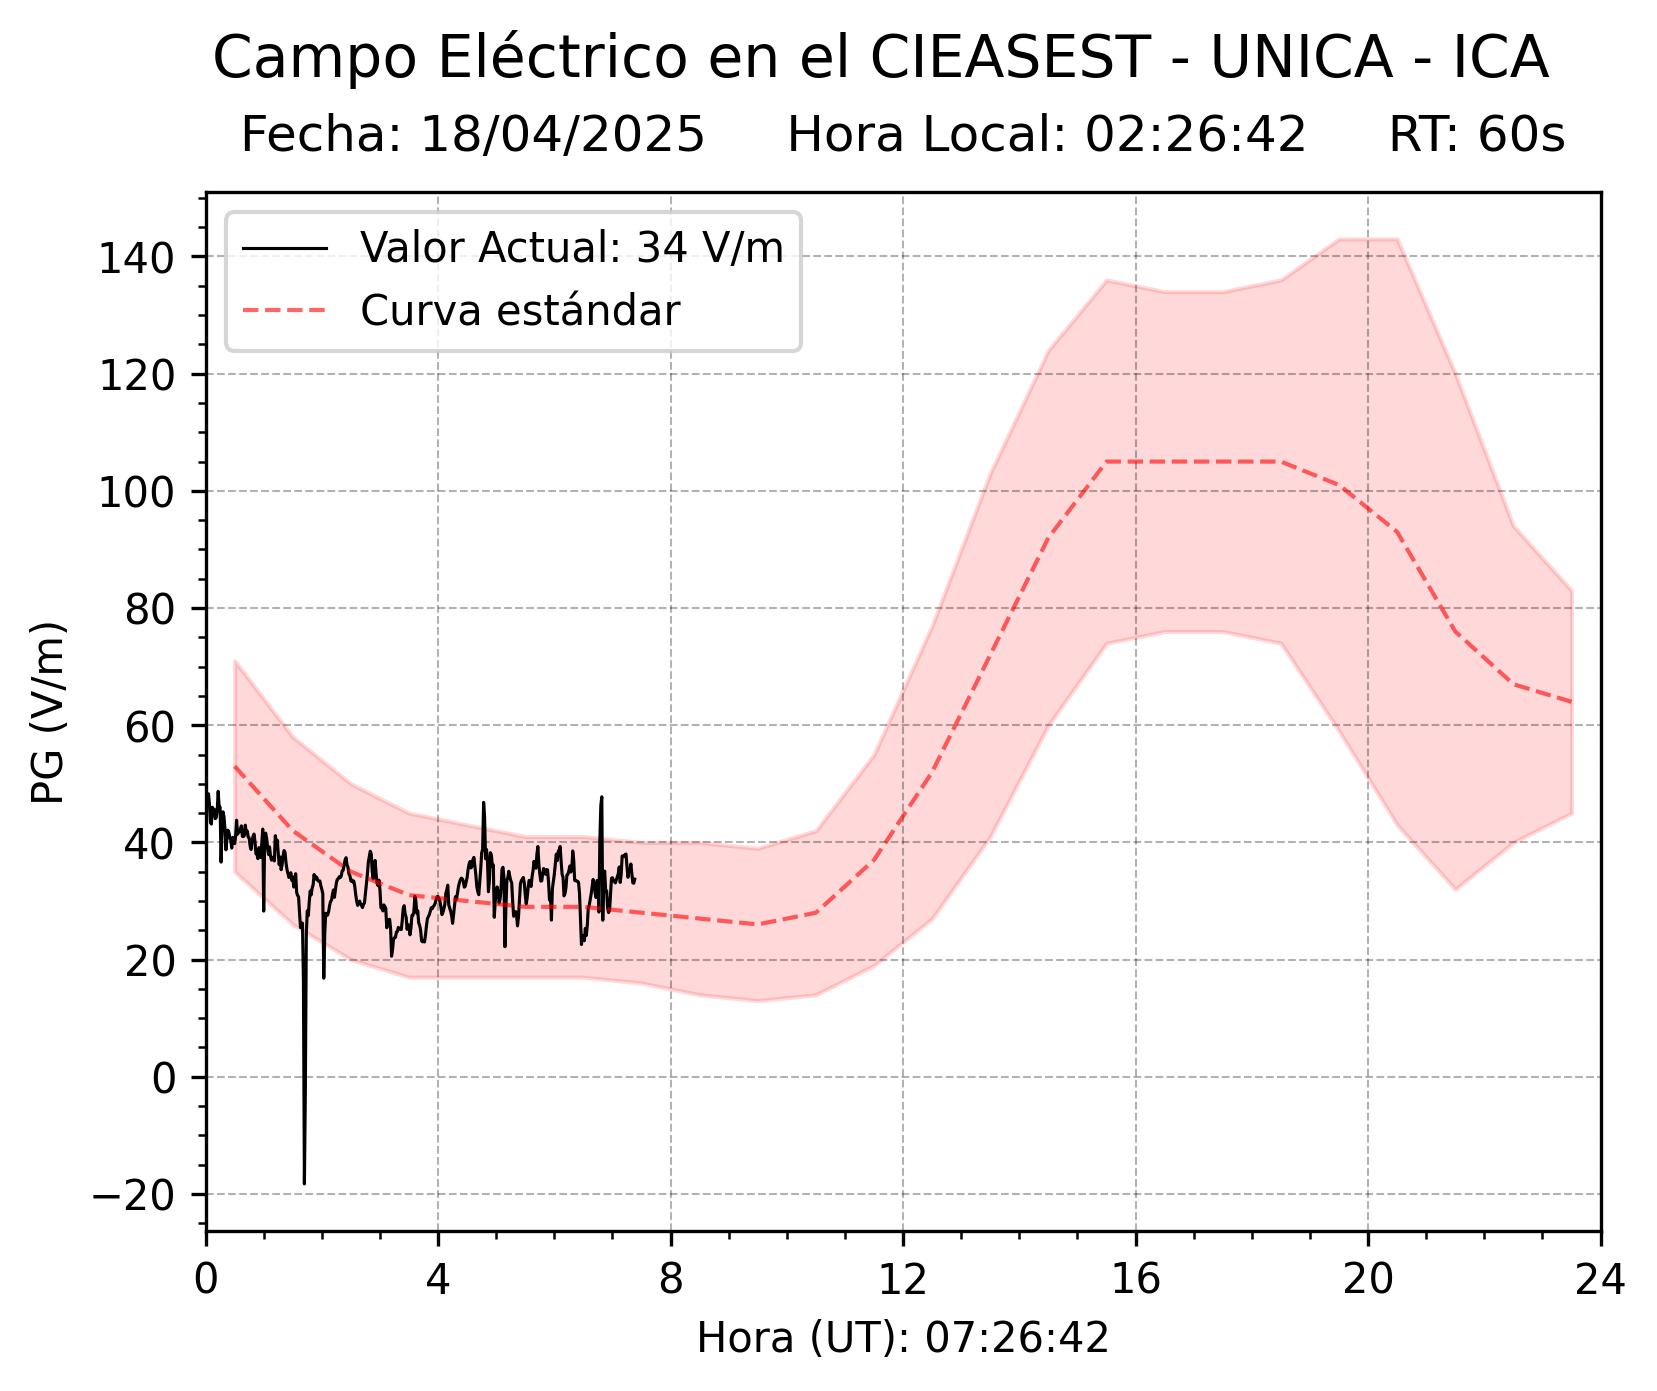 Campo Eléctrico en el CIEASEST - UNICA - ICA
Fecha: 18/04/2025 Hora Local: 02:26:42 RT: 60s
Valor Actual: 34 V/m
Curva estándar
PG (V/m)
140
120
100
80
60
40
20
0
−20
0 4 8 12 16 20 24
Hora (UT): 07:26:42